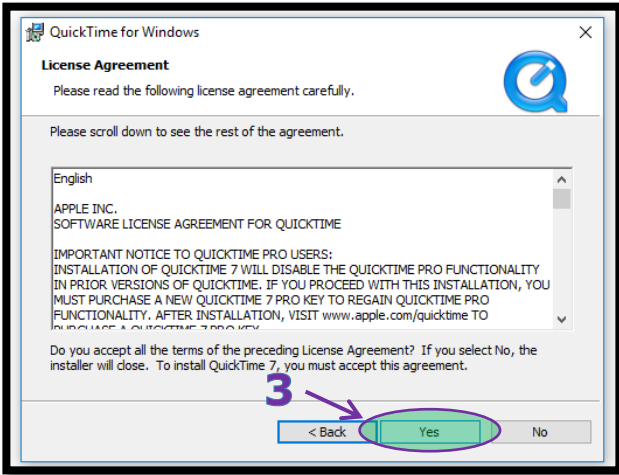 QuickTime for Windows
License Agreement
Please read the following license agreement carefully.
Please scroll down to see the rest of the agreement.
English
APPLE INC.
SOFTWARE LICENSE AGREEMENT FOR QUICKTIME
IMPORTANT NOTICE TO QUICKTIME PRO USERS:
INSTALLATION OF QUICKTIME 7 WILL DISABLE THE QUICKTIME PRO FUNCTIONALITY
IN PRIOR VERSIONS OF QUICKTIME. IF YOU PROCEED WITH THIS INSTALLATION, YOU
MUST PURCHASE A NEW QUICKTIME 7 PRO KEY TO REGAIN QUICKTIME PRO
FUNCTIONALITY. AFTER INSTALLATION, VISIT www.apple.com/quicktime TO
PURCHASE A QUICKTIME 7 PRO KEY
Do you accept all the terms of the preceding License Agreement? If you select No, the
installer will close. To install QuickTime 7, you must accept this agreement.
3
< Back Yes No